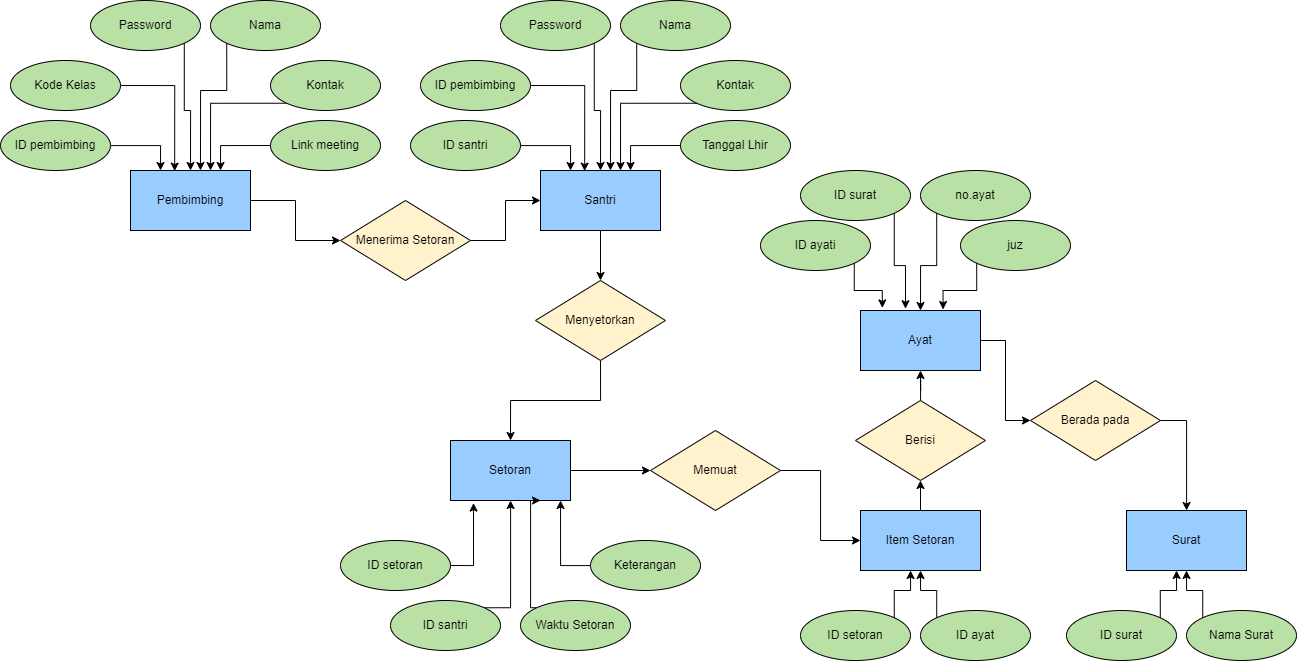 Password
Nama
Password
Nama
Kode Kelas
Kontak
ID pembimbing
Kontak
ID pembimbing
Link meeting
ID santri
Tanggal Lhir
Pembimbing
Santri
ID surat
no.ayat
Menerima Setoran
ID ayati
juz
Menyetorkan
Ayat
Berada pada
Berisi
Setoran
Memuat
Item Setoran
Surat
ID setoran
Keterangan
ID santri
Waktu Setoran
ID setoran
ID ayat
ID surat
Nama Surat